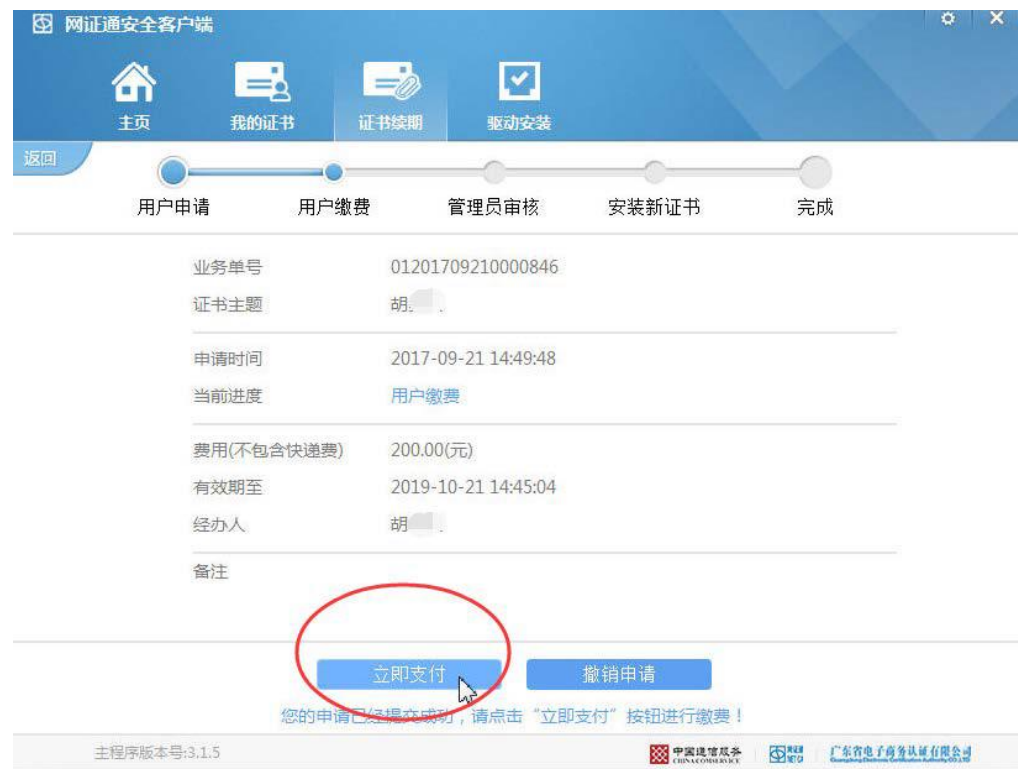 网证通安全客户端
主页 我的证书 证书续期 驱动安装
返回
用户申请 用户缴费 管理员审核 安装新证书 完成
业务单号 01201709210000846
证书主题 胡
申请时间 2017-09-21 14:49:48
当前进度 用户缴费
费用(不包含快递费) 200.00(元)
有效期至 2019-10-21 14:45:04
经办人 胡
备注
立即支付 撤销申请
您的申请已经提交成功，请点击“立即支付”按钮进行缴费！
主程序版本号:3.1.5 中国通信服务 CHINA COMSERVICE 广东省电子商务认证有限公司